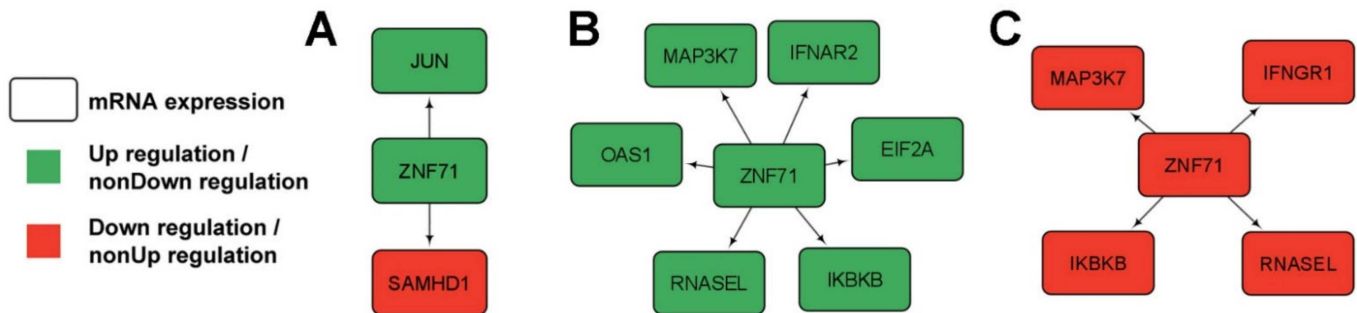 mRNA expression
Up regulation /
nonDown regulation
Down regulation /
nonUp regulation
A
JUN
ZNF71
SAMHD1
B
MAP3K7
IFNAR2
OAS1
ZNF71
EIF2A
RNASEL
IKBKB
C
MAP3K7
IFNGR1
ZNF71
IKBKB
RNASEL